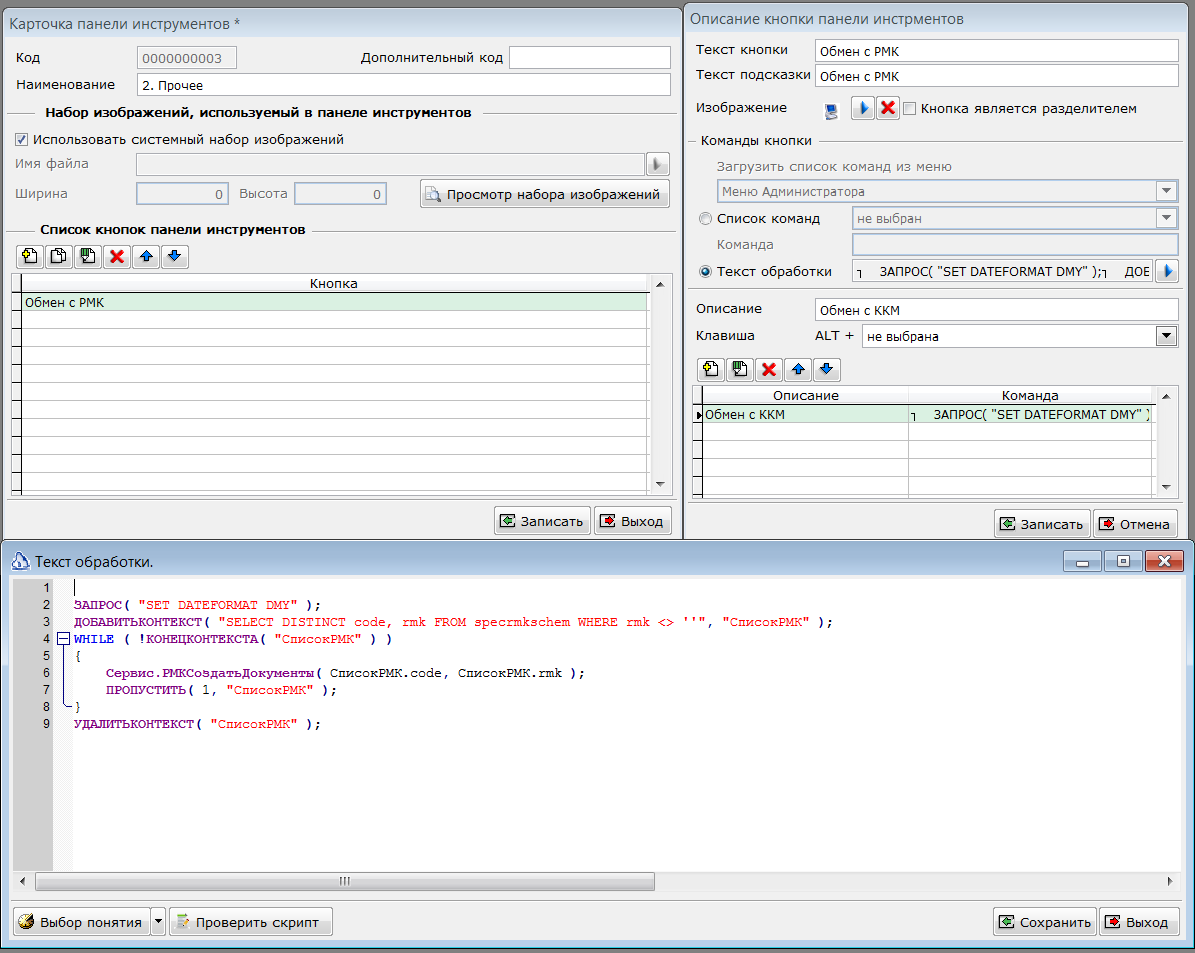 Карточка панели инструментов *
Код 0000000003 Дополнительный код
Наименование 2. Прочее
Набор изображений, используемый в панеле инструментов
Использовать системный набор изображений
Имя файла
Ширина 0 Высота 0 Просмотр набора изображений
Список кнопок панели инструментов
Кнопка
Обмен с РМК
Записать Выход
Описание кнопки панели инстрментов
Текст кнопки Обмен с РМК
Текст подсказки Обмен с РМК
Изображение Кнопка является разделителем
Команды кнопки
Загрузить список команд из меню
Меню Администратора
Список команд не выбран
Команда
Текст обработки ┐ ЗАПРОС( "SET DATEFORMAT DMY" );┐ ДОБ
Описание Обмен с ККМ
Клавиша ALT + не выбрана
Описание Команда
Обмен с ККМ ┐ ЗАПРОС( "SET DATEFORMAT DMY" )
Записать Отмена
Текст обработки.
1
2 ЗАПРОС( "SET DATEFORMAT DMY" );
3 ДОБАВИТЬКОНТЕКСТ( "SELECT DISTINCT code, rmk FROM specrmkschem WHERE rmk <> ''", "СписокРМК" );
4 WHILE ( !КОНЕЦКОНТЕКСТА( "СписокРМК" ) )
5 {
6 Сервис.РМКСоздатьДокументы( СписокРМК.code, СписокРМК.rmk );
7 ПРОПУСТИТЬ( 1, "СписокРМК" );
8 }
9 УДАЛИТЬКОНТЕКСТ( "СписокРМК" );
Выбор понятия Проверить скрипт Сохранить Выход